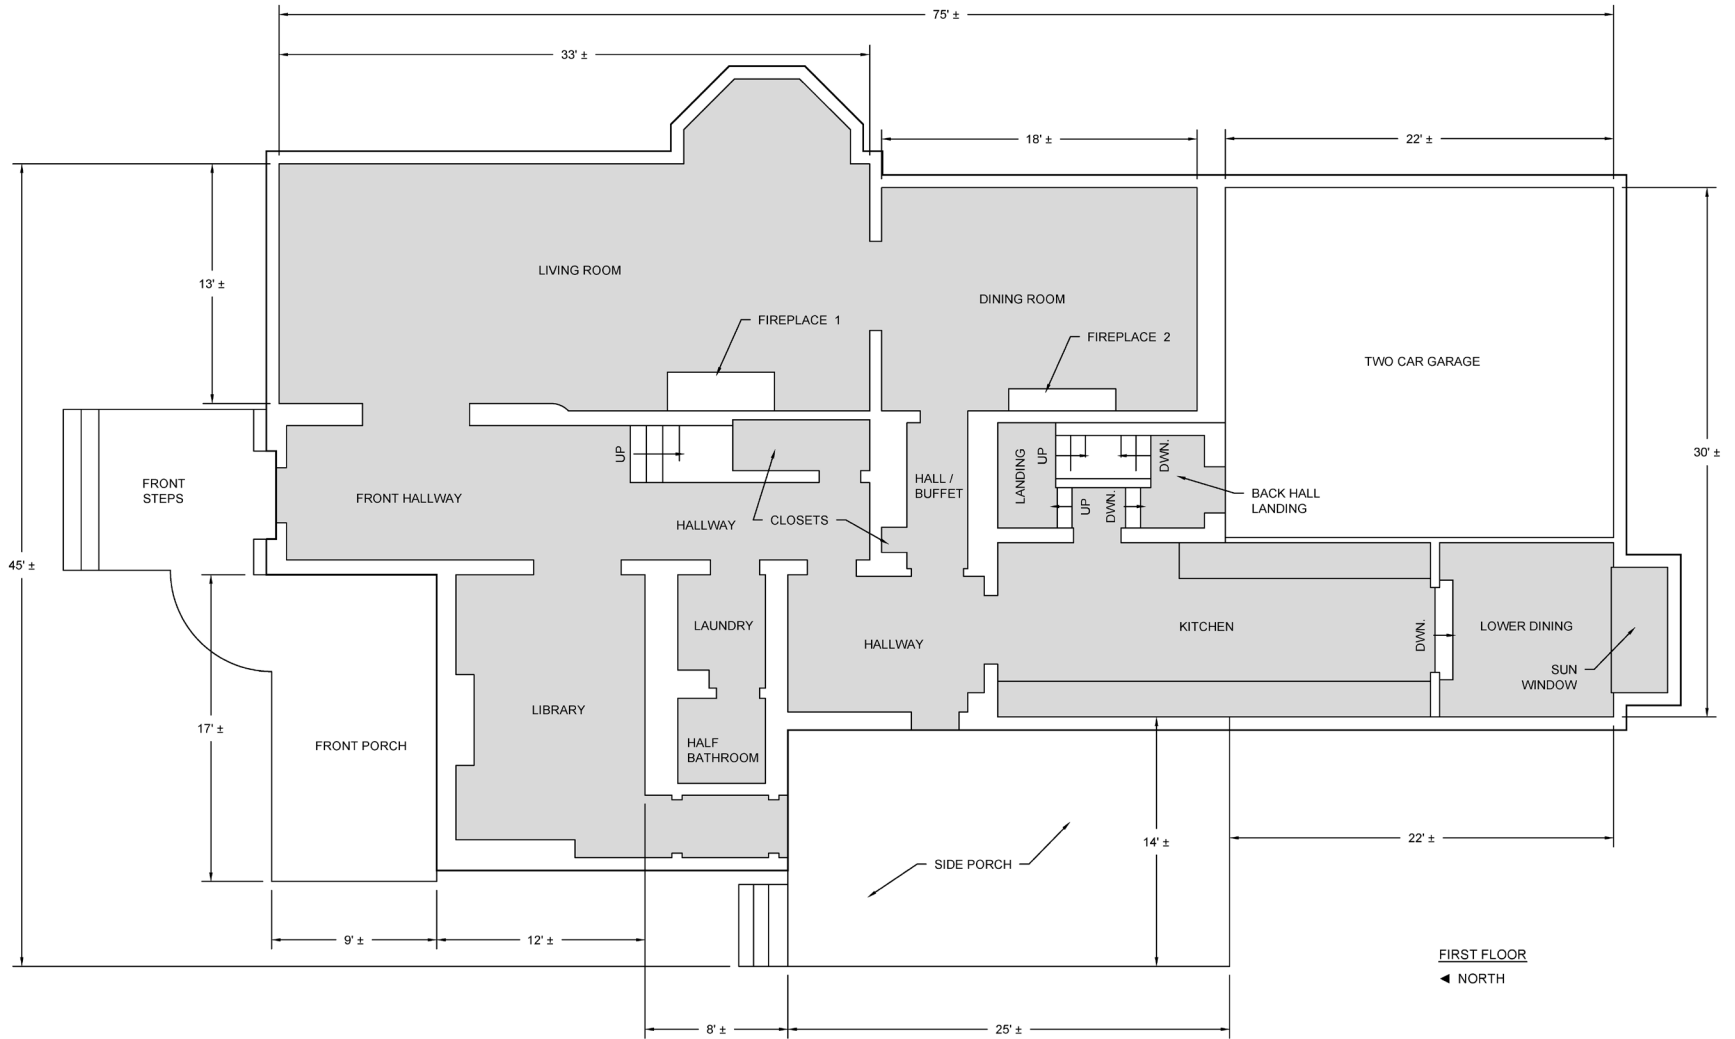 75' ±
33' ±
18' ±
22' ±
LIVING ROOM
13' ±
DINING ROOM
FIREPLACE 1
FIREPLACE 2
TWO CAR GARAGE
UP
UP
DWN.
30' ±
FRONT
STEPS
FRONT HALLWAY
HALL /
BUFFET
LANDING
BACK HALL
LANDING
UP
DWN.
HALLWAY
CLOSETS
45' ±
LAUNDRY
HALLWAY
KITCHEN
DWN.
LOWER DINING
SUN
WINDOW
LIBRARY
17' ±
FRONT PORCH
HALF
BATHROOM
SIDE PORCH
14' ±
22' ±
9' ±
12' ±
FIRST FLOOR
NORTH
8' ±
25' ±